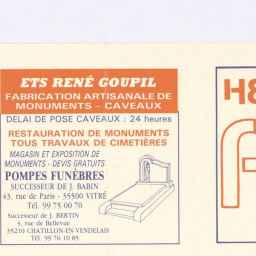 ETS RENÉ GOUPIL
FABRICATION ARTISANALE DE
MONUMENTS - CAVEAUX
DELAI DE POSE CAVEAUX : 24 heures
RESTAURATION DE MONUMENTS
TOUS TRAVAUX DE CIMETIÈRES
MAGASIN ET EXPOSITION DE
MONUMENTS - DEVIS GRATUITS
POMPES FUNÈBRES
SUCCESSEUR DE J. BABIN
43, rue de Paris - 35500 VITRÉ
Tél. 99 75 00 70
Successeur de J. BERTIN
3, rue de Bellevue
35210 CHATILLON-EN-VENDELAIS
Tél. 99 76 10 85